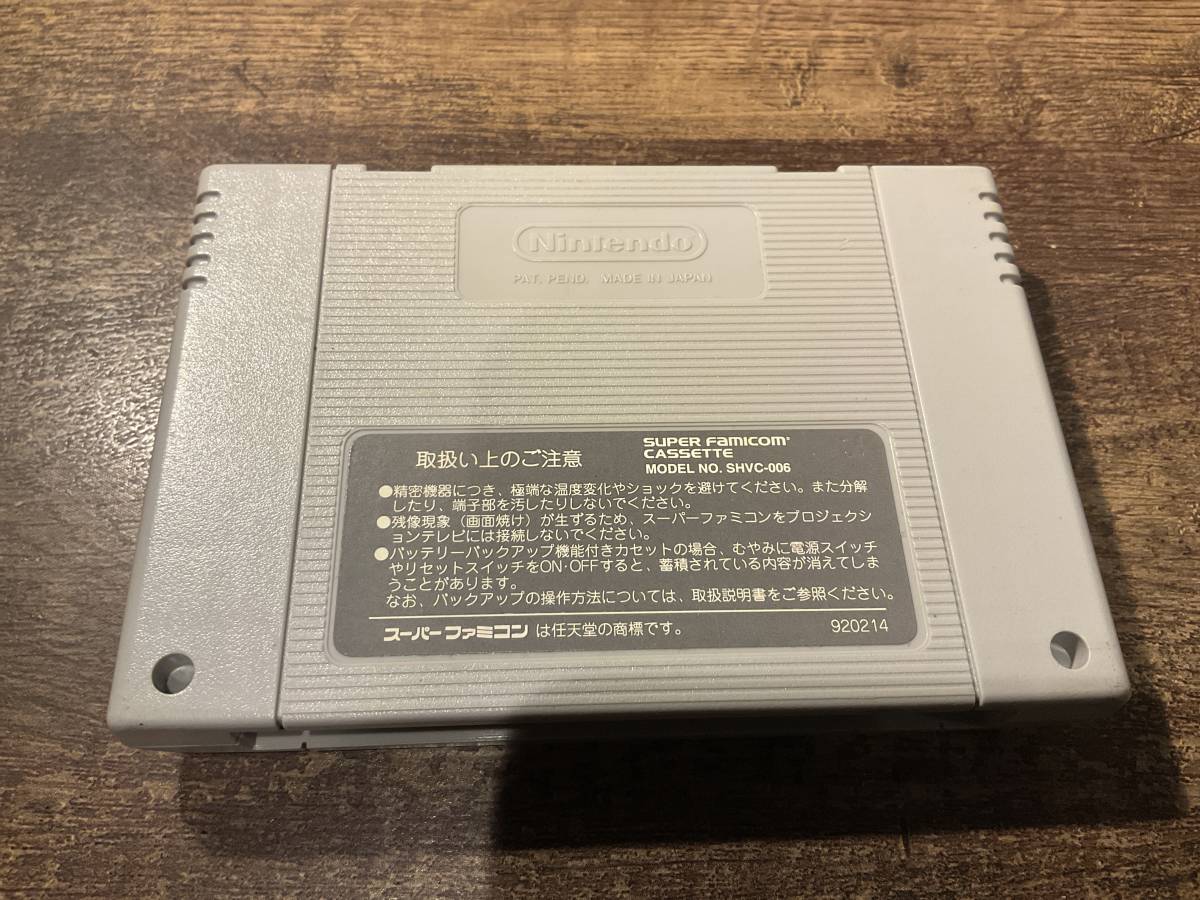 Nintendo
PAT. PEND. MADE IN JAPAN
取扱い上のご注意
SUPER FAMICOM
CASSETTE
MODEL NO. SHVC-006
●精密機器につき、極端な温度変化やショックを避けてください。また分解
したり、端子部を汚したりしないでください。
●残像現象（画面焼け）が生ずるため、スーパーファミコンをプロジェクシ
ョンテレビには接続しないでください。
●バッテリーバックアップ機能付きカセットの場合、むやみに電源スイッチ
やリセットスイッチをON・OFFすると、蓄積されている内容が消えてしま
うことがあります。
なお、バックアップの操作方法については、取扱説明書をご参照ください。
スーパーファミコン は任天堂の商標です。
920214